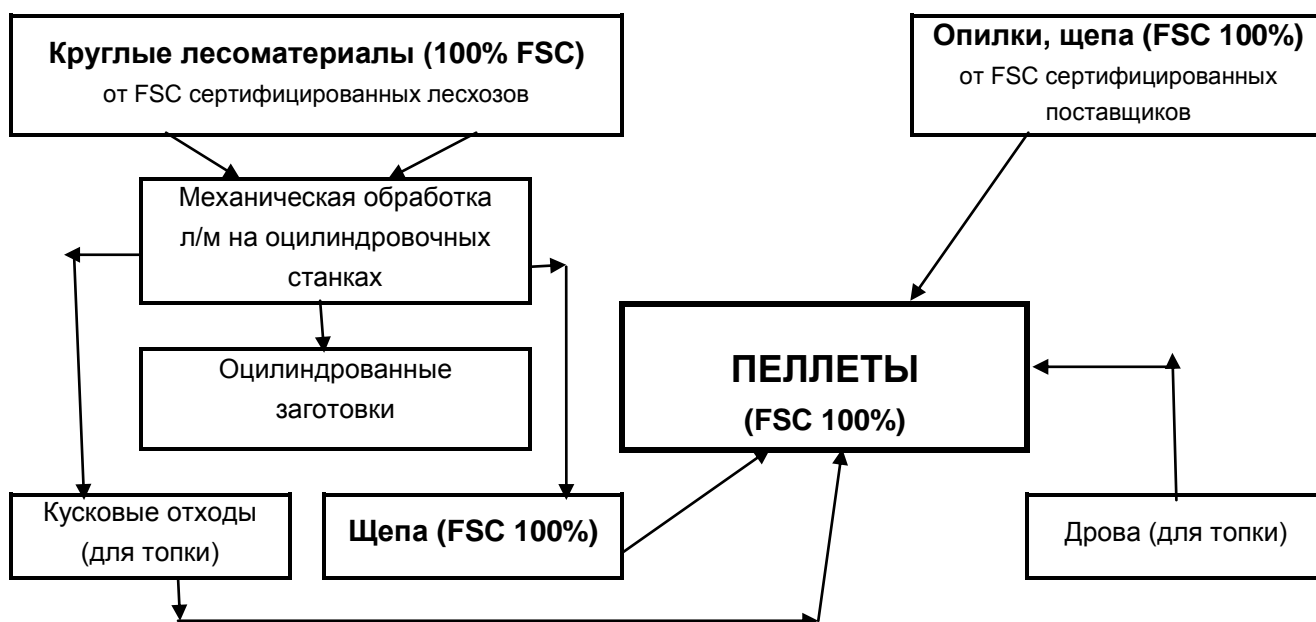 Круглые лесоматериалы (100% FSC)
от FSC сертифицированных лесхозов
Опилки, щепа (FSC 100%)
от FSC сертифицированных
поставщиков
Механическая обработка
л/м на оцилиндровочных
станках
Оцилиндрованные
заготовки
ПЕЛЛЕТЫ
(FSC 100%)
Кусковые отходы
(для топки)
Щепа (FSC 100%)
Дрова (для топки)